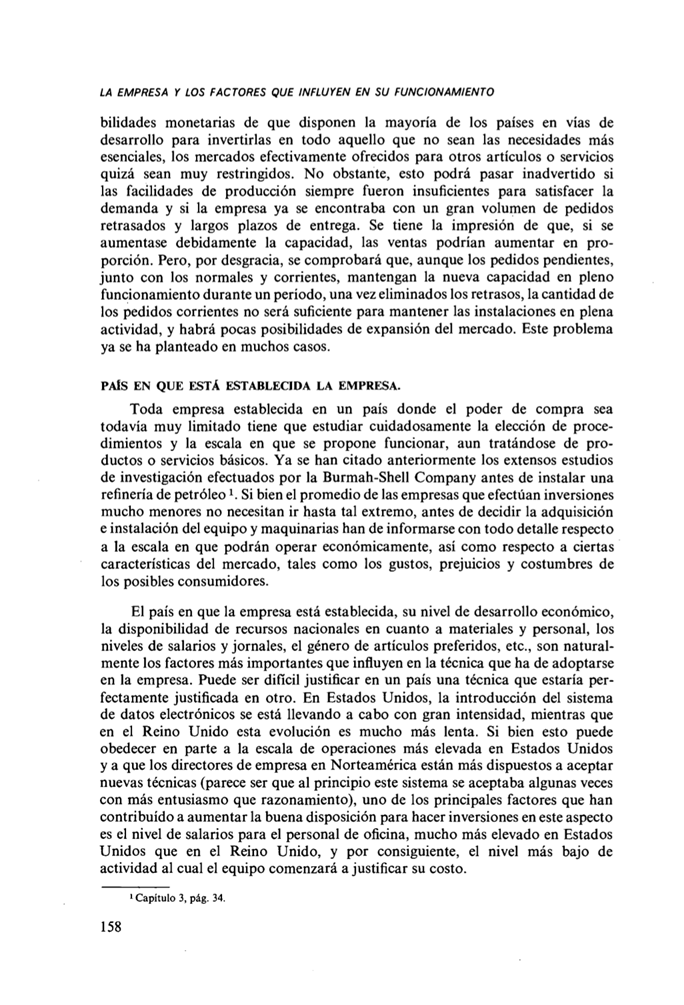 LA EMPRESA Y LOS FACTORES QUE INFLUYEN EN SU FUNCIONAMIENTO
bilidades monetarias de que disponen la mayoría de los países en vías de
desarrollo para invertirlas en todo aquello que no sean las necesidades más
esenciales, los mercados efectivamente ofrecidos para otros artículos o servicios
quizá sean muy restringidos. No obstante, esto podrá pasar inadvertido si
las facilidades de producción siempre fueron insuficientes para satisfacer la
demanda y si la empresa ya se encontraba con un gran volumen de pedidos
retrasados y largos plazos de entrega. Se tiene la impresión de que, si se
aumentase debidamente la capacidad, las ventas podrían aumentar en pro-
porción. Pero, por desgracia, se comprobará que, aunque los pedidos pendientes,
junto con los normales y corrientes, mantengan la nueva capacidad en pleno
funcionamiento durante un período, una vez eliminados los retrasos, la cantidad de
los pedidos corrientes no será suficiente para mantener las instalaciones en plena
actividad, y habrá pocas posibilidades de expansión del mercado. Este problema
ya se ha planteado en muchos casos.
PAÍS EN QUE ESTÁ ESTABLECIDA LA EMPRESA.
Toda empresa establecida en un país donde el poder de compra sea
todavía muy limitado tiene que estudiar cuidadosamente la elección de proce-
dimientos y la escala en que se propone funcionar, aun tratándose de pro-
ductos o servicios básicos. Ya se han citado anteriormente los extensos estudios
de investigación efectuados por la Burmah-Shell Company antes de instalar una
refinería de petróleo ¹. Si bien el promedio de las empresas que efectúan inversiones
mucho menores no necesitan ir hasta tal extremo, antes de decidir la adquisición
e instalación del equipo y maquinarias han de informarse con todo detalle respecto
a la escala en que podrán operar económicamente, así como respecto a ciertas
características del mercado, tales como los gustos, prejuicios y costumbres de
los posibles consumidores.
El país en que la empresa está establecida, su nivel de desarrollo económico,
la disponibilidad de recursos nacionales en cuanto a materiales y personal, los
niveles de salarios y jornales, el género de artículos preferidos, etc., son natural-
mente los factores más importantes que influyen en la técnica que ha de adoptarse
en la empresa. Puede ser difícil justificar en un país una técnica que estaría per-
fectamente justificada en otro. En Estados Unidos, la introducción del sistema
de datos electrónicos se está llevando a cabo con gran intensidad, mientras que
en el Reino Unido esta evolución es mucho más lenta. Si bien esto puede
obedecer en parte a la escala de operaciones más elevada en Estados Unidos
y a que los directores de empresa en Norteamérica están más dispuestos a aceptar
nuevas técnicas (parece ser que al principio este sistema se aceptaba algunas veces
con más entusiasmo que razonamiento), uno de los principales factores que han
contribuído a aumentar la buena disposición para hacer inversiones en este aspecto
es el nivel de salarios para el personal de oficina, mucho más elevado en Estados
Unidos que en el Reino Unido, y por consiguiente, el nivel más bajo de
actividad al cual el equipo comenzará a justificar su costo.
¹ Capítulo 3, pág. 34.
158